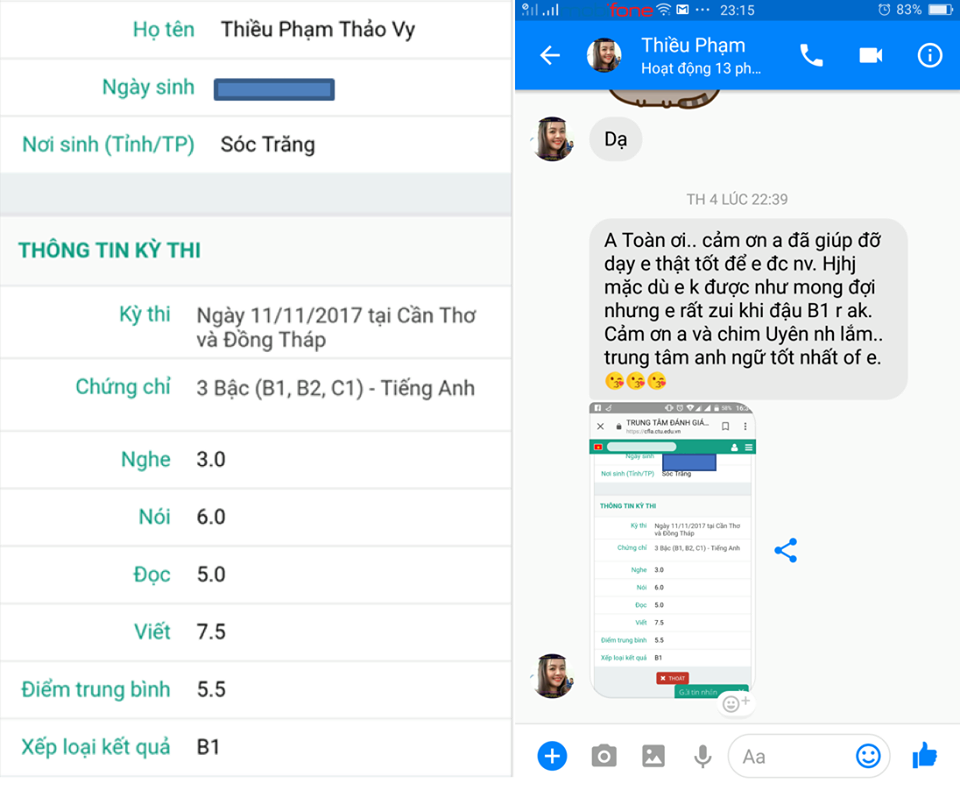 Họ tên Thiều Phạm Thảo Vy
Ngày sinh
Nơi sinh (Tỉnh/TP) Sóc Trăng
THÔNG TIN KỲ THI
Kỳ thi Ngày 11/11/2017 tại Cần Thơ
và Đồng Tháp
Chứng chỉ 3 Bậc (B1, B2, C1) - Tiếng Anh
Nghe 3.0
Nói 6.0
Đọc 5.0
Viết 7.5
Điểm trung bình 5.5
Xếp loại kết quả B1
fone 23:15 83%
Thiều Phạm
Hoạt động 13 ph...
Dạ
TH 4 LÚC 22:39
A Toàn ơi.. cảm ơn a đã giúp đỡ
dạy e thật tốt để e đc nv. Hjhj
mặc dù e k được như mong đợi
nhưng e rất zui khi đậu B1 r ak.
Cảm ơn a và chim Uyên nh lắm..
trung tâm anh ngữ tốt nhất of e.
TRUNG TÂM ĐÁNH GIÁ...
https://cfla.ctu.edu.vn
Ngày sinh
Nơi sinh (Tỉnh/TP) Sóc Trăng
THÔNG TIN KỲ THI
Kỳ thi Ngày 11/11/2017 tại Cần Thơ
và Đồng Tháp
Chứng chỉ 3 Bậc (B1, B2, C1) - Tiếng Anh
Nghe 3.0
Nói 6.0
Đọc 5.0
Viết 7.5
Điểm trung bình 5.5
Xếp loại kết quả B1
THOÁT
Gửi tin nhắn
Aa